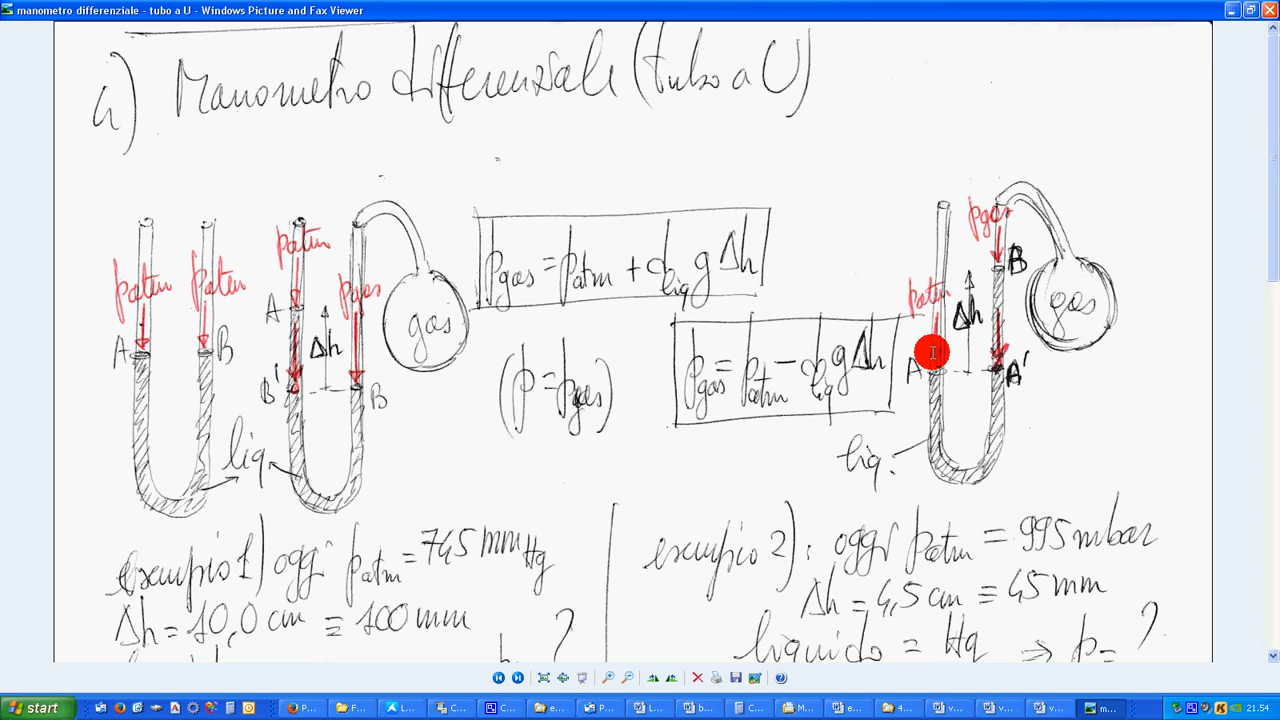 manometro differenziale - tubo a U - Windows Picture and Fax Viewer
4) Manometro differenziale (tubo a U)
patm patm A B
patm A B' Δh pgas B gas
liq
pgas = patm + dliq g Δh
(p = pgas)
pgas = patm - dliq g Δh
pgas B patm Δh A A' gas
liq.
esempio 1) oggi patm = 745 mmHg
Δh = 10,0 cm = 100 mm
?
esempio 2): oggi patm = 995 mbar
Δh = 4,5 cm = 45 mm
liquido = Hg ⇒ p = ?
start
P...
F...
L...
C...
C...
P...
L...
b...
C...
M...
e...
4...
v...
v...
v...
m...
21.54